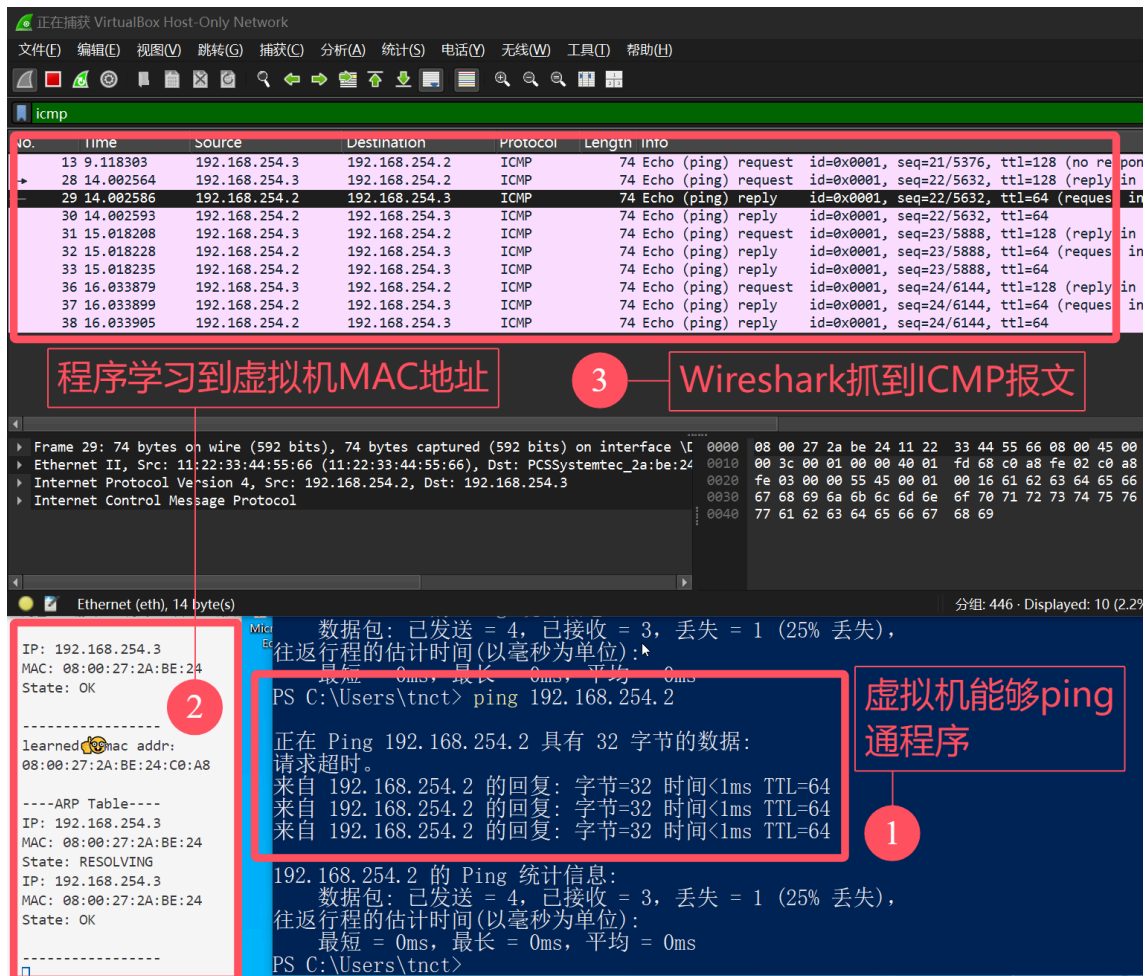 正在捕获 VirtualBox Host-Only Network
文件(F) 编辑(E) 视图(V) 跳转(G) 捕获(C) 分析(A) 统计(S) 电话(Y) 无线(W) 工具(T) 帮助(H)
icmp
No. Time Source Destination Protocol Length Info
13 9.118303 192.168.254.3 192.168.254.2 ICMP 74 Echo (ping) request id=0x0001, seq=21/5376, ttl=128 (no respon
28 14.002564 192.168.254.3 192.168.254.2 ICMP 74 Echo (ping) request id=0x0001, seq=22/5632, ttl=128 (reply in
29 14.002586 192.168.254.2 192.168.254.3 ICMP 74 Echo (ping) reply id=0x0001, seq=22/5632, ttl=64 (reques in
30 14.002593 192.168.254.2 192.168.254.3 ICMP 74 Echo (ping) reply id=0x0001, seq=22/5632, ttl=64
31 15.018208 192.168.254.3 192.168.254.2 ICMP 74 Echo (ping) request id=0x0001, seq=23/5888, ttl=128 (reply in
32 15.018228 192.168.254.2 192.168.254.3 ICMP 74 Echo (ping) reply id=0x0001, seq=23/5888, ttl=64 (reques in
33 15.018235 192.168.254.2 192.168.254.3 ICMP 74 Echo (ping) reply id=0x0001, seq=23/5888, ttl=64
36 16.033879 192.168.254.3 192.168.254.2 ICMP 74 Echo (ping) request id=0x0001, seq=24/6144, ttl=128 (reply in
37 16.033899 192.168.254.2 192.168.254.3 ICMP 74 Echo (ping) reply id=0x0001, seq=24/6144, ttl=64 (reques in
38 16.033905 192.168.254.2 192.168.254.3 ICMP 74 Echo (ping) reply id=0x0001, seq=24/6144, ttl=64
程序学习到虚拟机MAC地址
3
Wireshark抓到ICMP报文
Frame 29: 74 bytes on wire (592 bits), 74 bytes captured (592 bits) on interface \D
Ethernet II, Src: 11:22:33:44:55:66 (11:22:33:44:55:66), Dst: PCSSystemtec_2a:be:24
Internet Protocol Version 4, Src: 192.168.254.2, Dst: 192.168.254.3
Internet Control Message Protocol
0000 08 00 27 2a be 24 11 22 33 44 55 66 08 00 45 00
0010 00 3c 00 01 00 00 40 01 fd 68 c0 a8 fe 02 c0 a8
0020 fe 03 00 00 55 45 00 01 00 16 61 62 63 64 65 66
0030 67 68 69 6a 6b 6c 6d 6e 6f 70 71 72 73 74 75 76
0040 77 61 62 63 64 65 66 67 68 69
Ethernet (eth), 14 byte(s)
分组: 446 · Displayed: 10 (2.2%
IP: 192.168.254.3
MAC: 08:00:27:2A:BE:24
State: OK
-----------------
2
learned mac addr:
08:00:27:2A:BE:24:C0:A8
----ARP Table----
IP: 192.168.254.3
MAC: 08:00:27:2A:BE:24
State: RESOLVING
IP: 192.168.254.3
MAC: 08:00:27:2A:BE:24
State: OK
-----------------
数据包: 已发送 = 4，已接收 = 3，丢失 = 1 (25% 丢失)，
往返行程的估计时间(以毫秒为单位):
最短 = 0ms，最长 = 0ms，平均 = 0ms
PS C:\Users\tnct> ping 192.168.254.2
正在 Ping 192.168.254.2 具有 32 字节的数据:
请求超时。
来自 192.168.254.2 的回复: 字节=32 时间<1ms TTL=64
来自 192.168.254.2 的回复: 字节=32 时间<1ms TTL=64
来自 192.168.254.2 的回复: 字节=32 时间<1ms TTL=64
192.168.254.2 的 Ping 统计信息:
数据包: 已发送 = 4，已接收 = 3，丢失 = 1 (25% 丢失)，
往返行程的估计时间(以毫秒为单位):
最短 = 0ms，最长 = 0ms，平均 = 0ms
PS C:\Users\tnct>
虚拟机能够ping
通程序
1